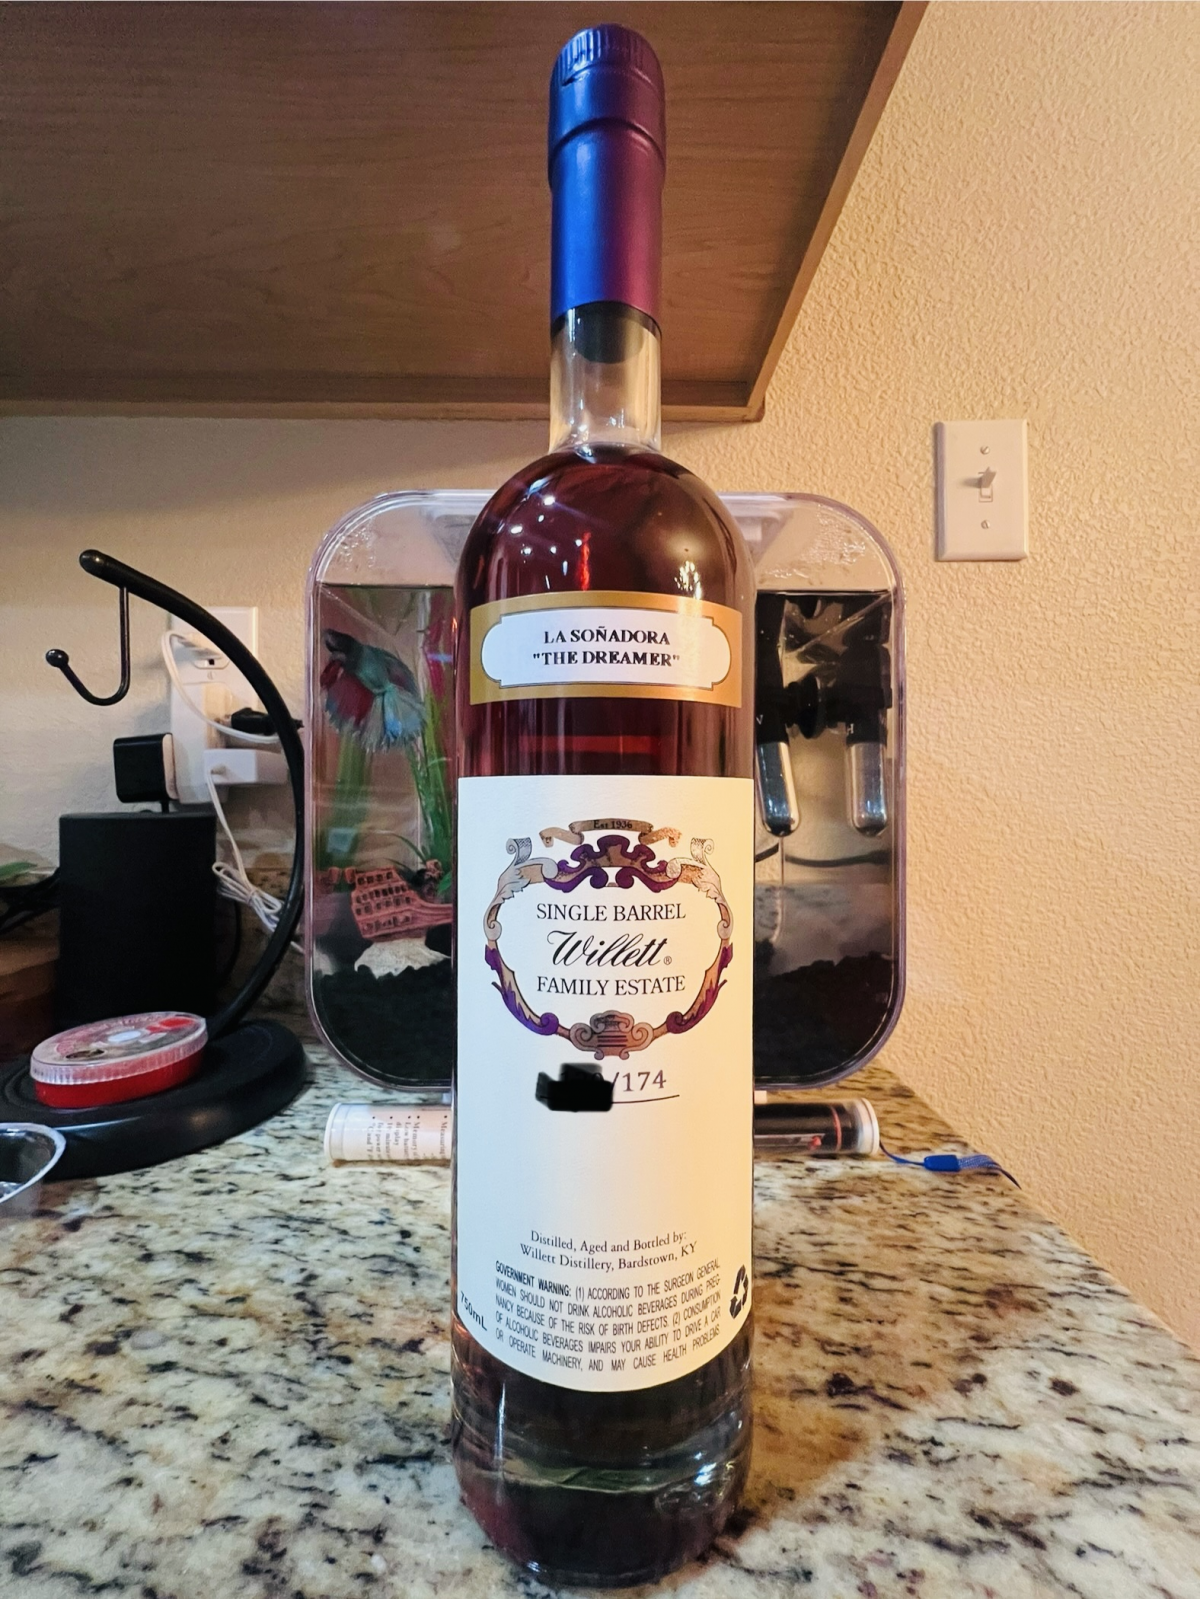 LA SOÑADORA
"THE DREAMER"
Est 1936
SINGLE BARREL
Willett®
FAMILY ESTATE
/174
Distilled, Aged and Bottled by:
Willett Distillery, Bardstown, KY
GOVERNMENT WARNING: (1) ACCORDING TO THE SURGEON GENERAL
WOMEN SHOULD NOT DRINK ALCOHOLIC BEVERAGES DURING PREG-
NANCY BECAUSE OF THE RISK OF BIRTH DEFECTS. (2) CONSUMPTION
OF ALCOHOLIC BEVERAGES IMPAIRS YOUR ABILITY TO DRIVE A CAR
OR OPERATE MACHINERY, AND MAY CAUSE HEALTH PROBLEMS
750mL